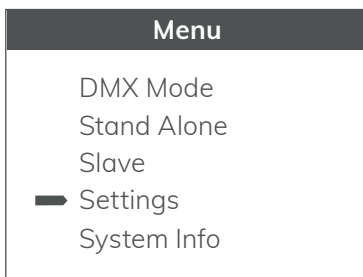 Menu
DMX Mode
Stand Alone
Slave
Settings
System Info